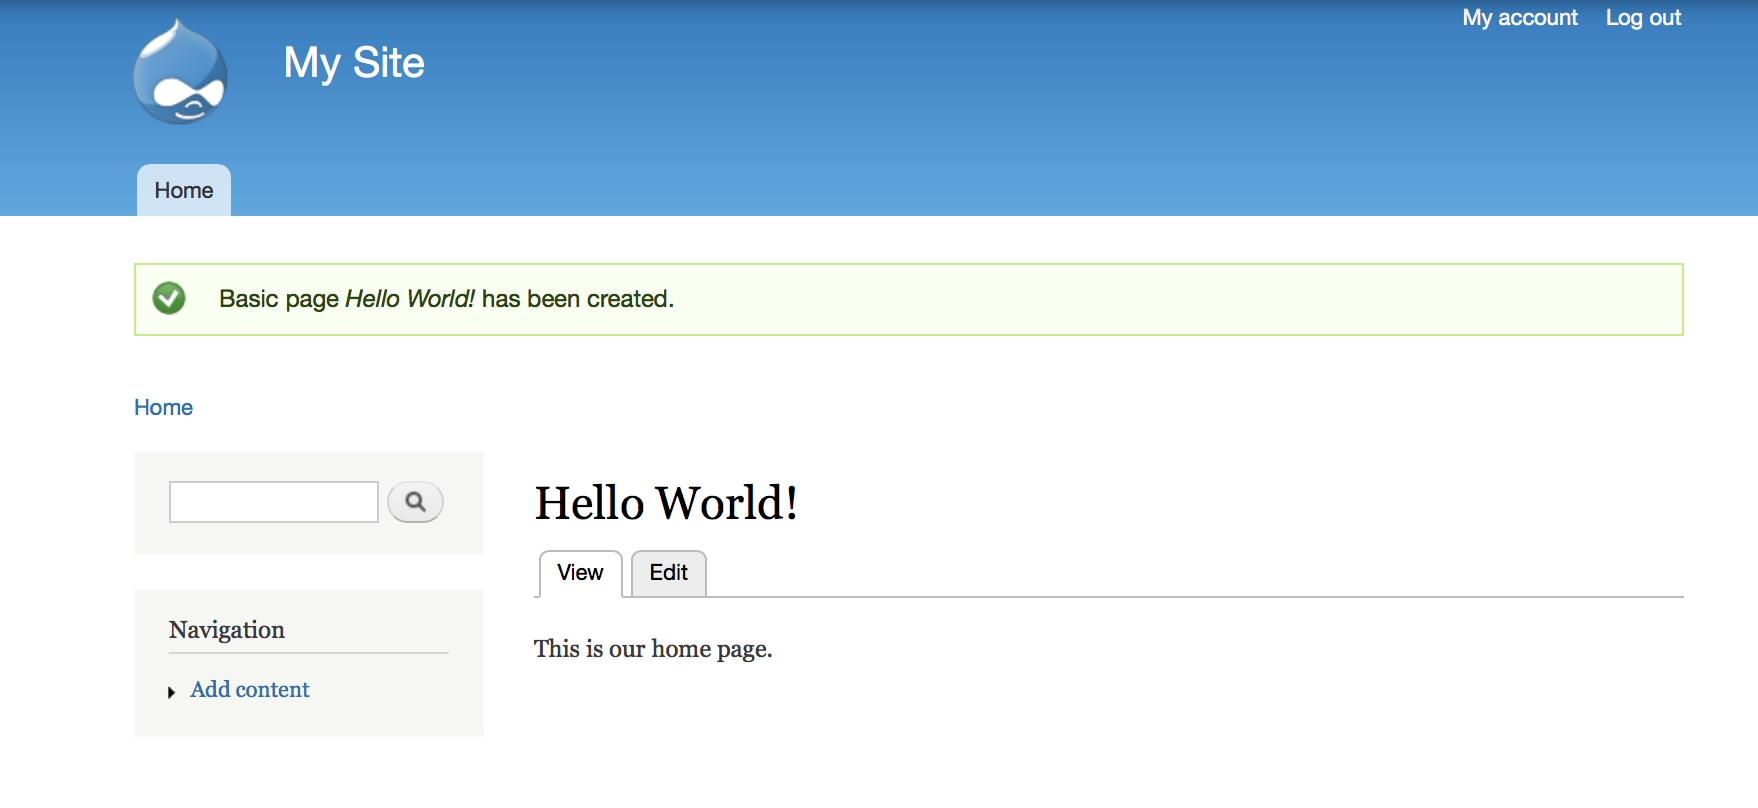 My account Log out
My Site
Home
Basic page Hello World! has been created.
Home
Hello World!
View Edit
Navigation
This is our home page.
Add content